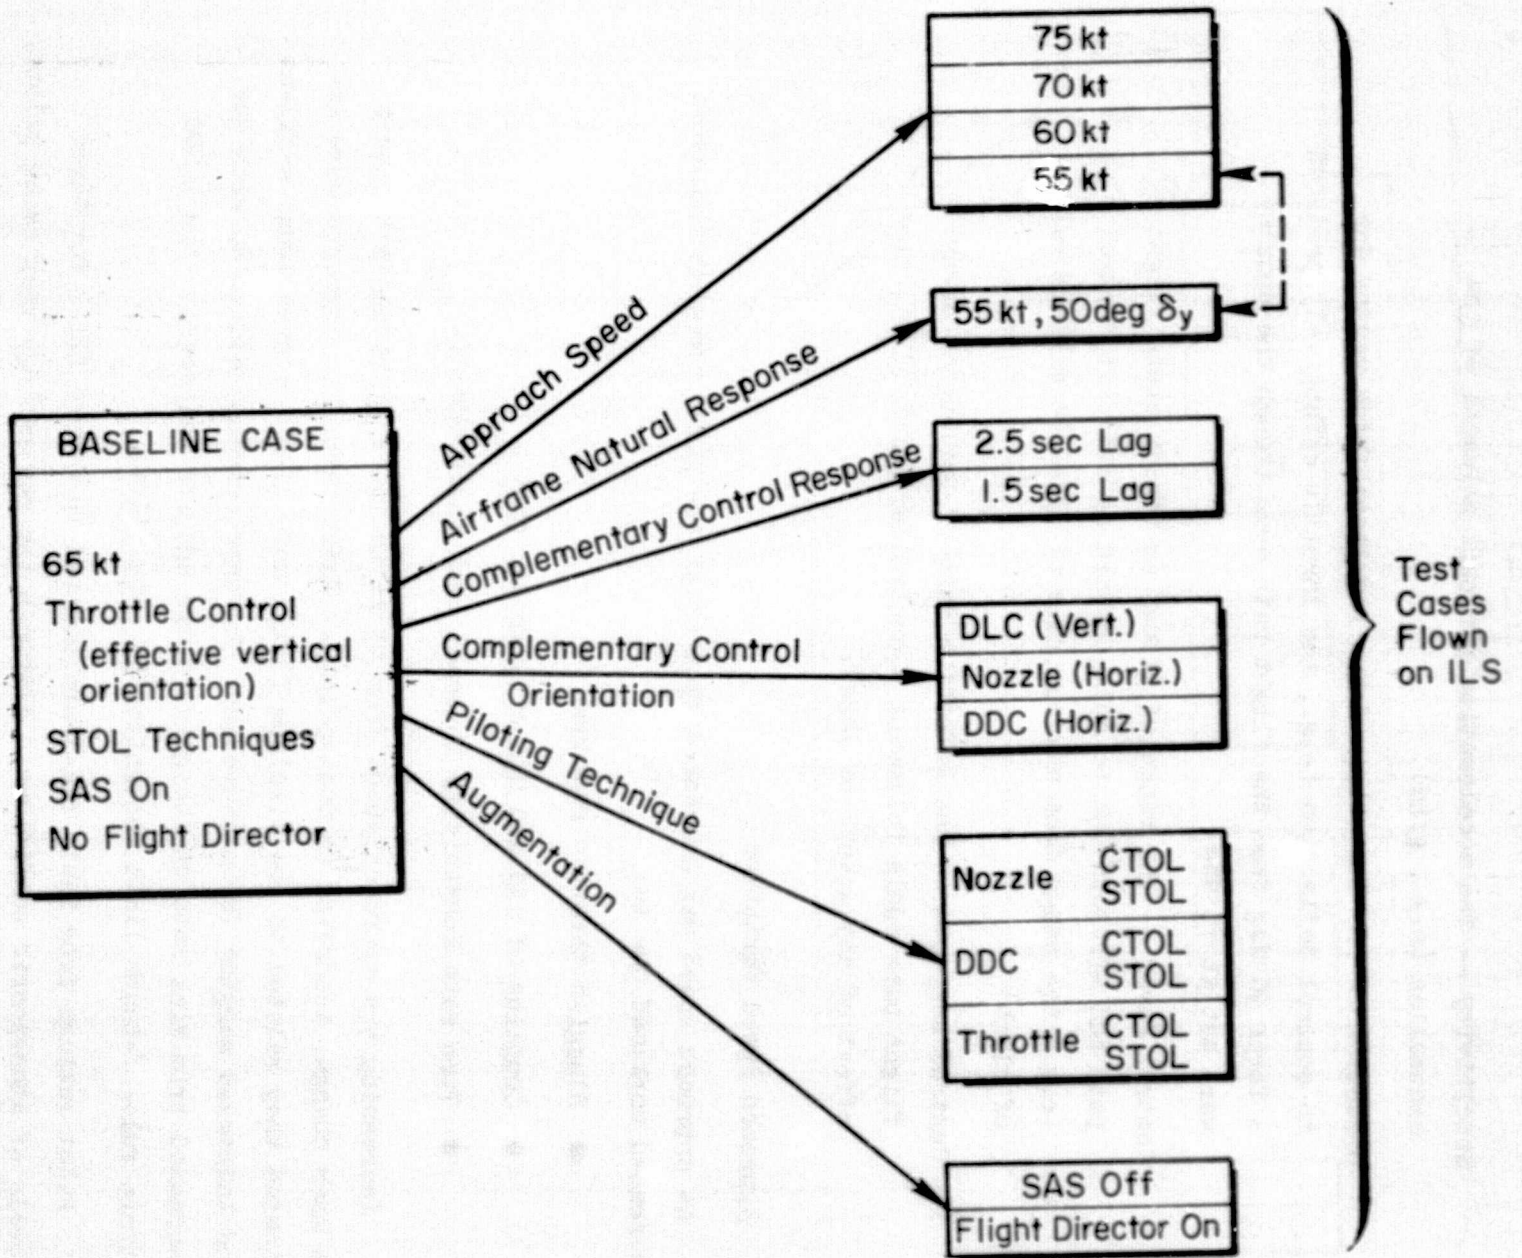 BASELINE CASE
65 kt
Throttle Control
(effective vertical
orientation)
STOL Techniques
SAS On
No Flight Director
Approach Speed
Airframe Natural Response
Complementary Control Response
Complementary Control
Orientation
Piloting Technique
Augmentation
75 kt
70 kt
60 kt
55 kt
55 kt, 50deg δy
2.5 sec Lag
1.5 sec Lag
DLC (Vert.)
Nozzle (Horiz.)
DDC (Horiz.)
Nozzle CTOL
STOL
DDC CTOL
STOL
Throttle CTOL
STOL
SAS Off
Flight Director On
Test
Cases
Flown
on ILS